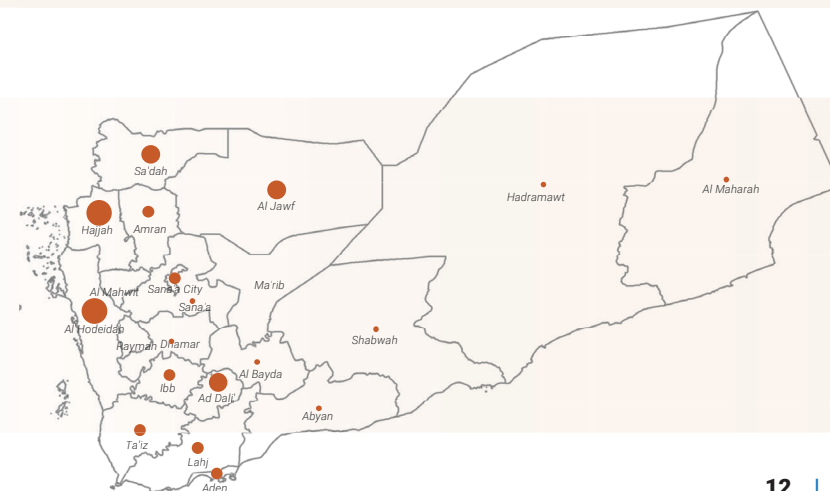 Sa'dah
Al Jawf
Hadramawt
Al Maharah
Hajjah
Amran
Ma'rib
Al Mahwit
Sana'a City
Sana'a
Al Hodeidah
Raymah
Dhamar
Shabwah
Al Bayda
Ibb
Ad Dali'
Abyan
Ta'iz
Lahj
Aden
12